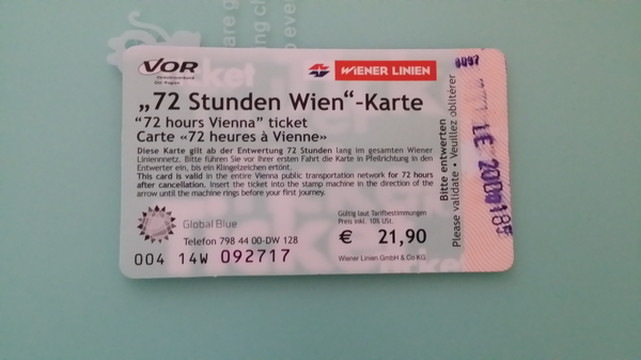 VOR
Verkehrsverbund
Ost-Region
WIENER LINIEN
„72 Stunden Wien“-Karte
“72 hours Vienna” ticket
Carte «72 heures à Vienne»
Diese Karte gilt ab der Entwertung 72 Stunden lang im gesamten Wiener
Liniennetz. Bitte führen Sie vor Ihrer ersten Fahrt die Karte in Pfeilrichtung in den
Entwerter ein, bis ein Klingelzeichen ertönt.
This card is valid in the entire Vienna public transportation network for 72 hours
after cancellation. Insert the ticket into the stamp machine in the direction of the
arrow until the machine rings before your first journey.
Global Blue
Telefon 798 44 00-DW 128
004 14W 092717
Gültig laut Tarifbestimmungen
Preis inkl. 10% USt.
€ 21,90
Wiener Linien GmbH & Co KG
Bitte entwerten
Please validate • Veuillez oblitérer
0097